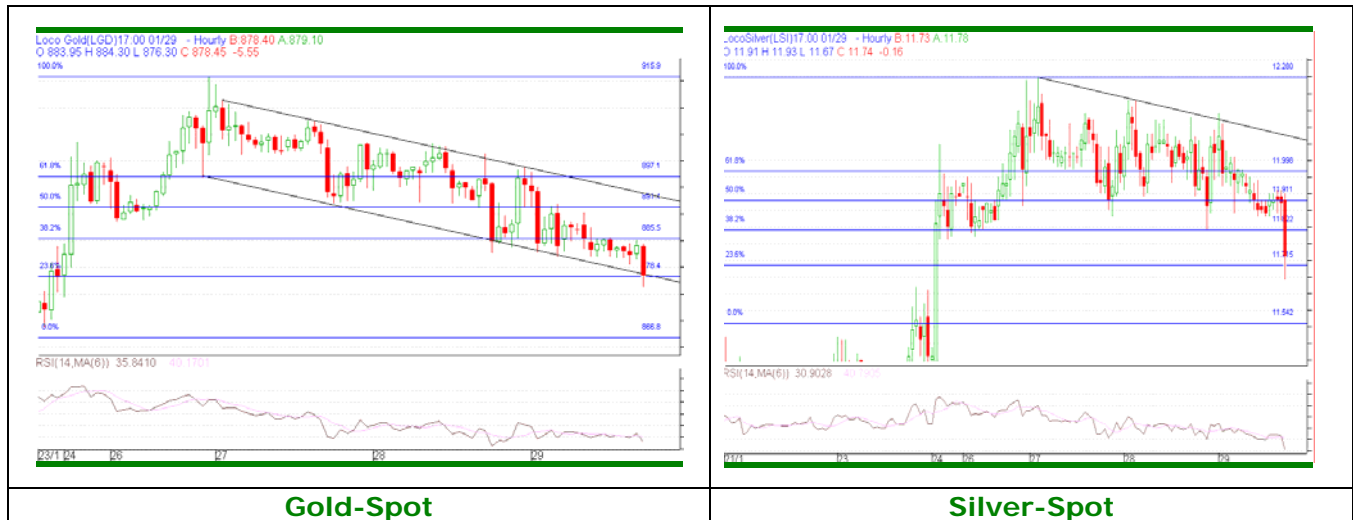 Loco Gold(LGD)17:00 01/29 - Hourly B:878.40 A:879.10
O 883.95 H 884.30 L 876.30 C 878.45 -5.55
100.0% 915.9
61.8% 897.1
50.0%
38.2% 885.5
23.6% 78.4
0.0% 866.8
RSI(14,MA(6)) 35.8410 40.1701
23/1 24 26 27 28 29
Gold-Spot
LocoSilver(LSI)17:00 01/29 - Hourly B:11.73 A:11.78
O 11.91 H 11.93 L 11.67 C 11.74 -0.16
100.0% 12.280
61.8% 11.998
50.0% 11.911
38.2%
23.6%
0.0% 11.542
RSI(14,MA(6)) 30.9028
21/1 23 24 26 27 28 29
Silver-Spot